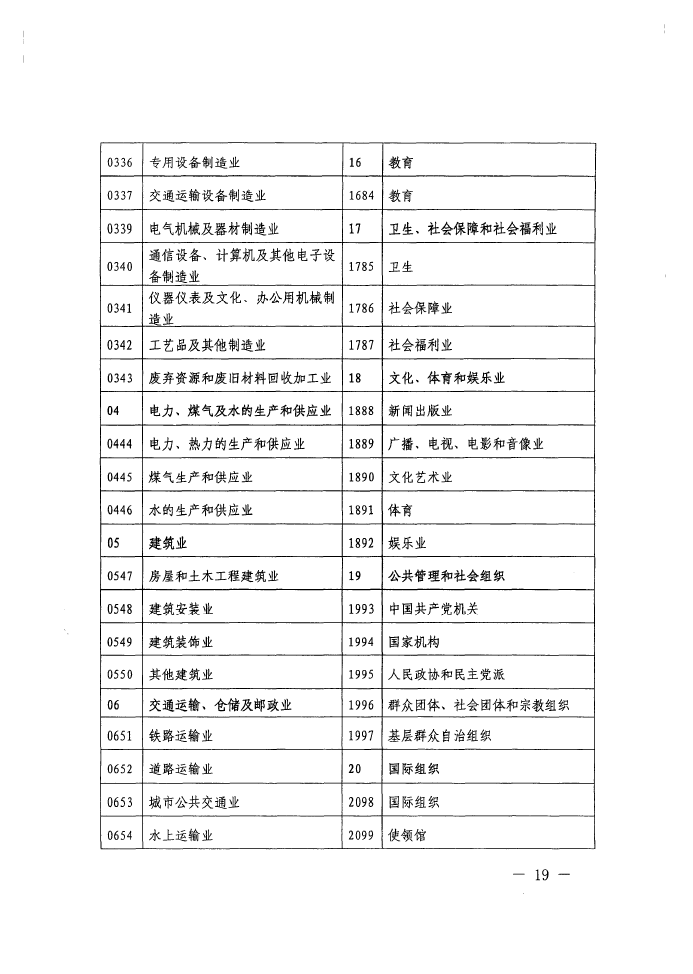 0336 专用设备制造业 16 教育
0337 交通运输设备制造业 1684 教育
0339 电气机械及器材制造业 17 卫生、社会保障和社会福利业
0340 通信设备、计算机及其他电子设 1785 卫生
备制造业
0341 仪器仪表及文化、办公用机械制 1786 社会保障业
造业
0342 工艺品及其他制造业 1787 社会福利业
0343 废弃资源和废旧材料回收加工业 18 文化、体育和娱乐业
04 电力、煤气及水的生产和供应业 1888 新闻出版业
0444 电力、热力的生产和供应业 1889 广播、电视、电影和音像业
0445 煤气生产和供应业 1890 文化艺术业
0446 水的生产和供应业 1891 体育
05 建筑业 1892 娱乐业
0547 房屋和土木工程建筑业 19 公共管理和社会组织
0548 建筑安装业 1993 中国共产党机关
0549 建筑装饰业 1994 国家机构
0550 其他建筑业 1995 人民政协和民主党派
06 交通运输、仓储及邮政业 1996 群众团体、社会团体和宗教组织
0651 铁路运输业 1997 基层群众自治组织
0652 道路运输业 20 国际组织
0653 城市公共交通业 2098 国际组织
0654 水上运输业 2099 使领馆
— 19 —